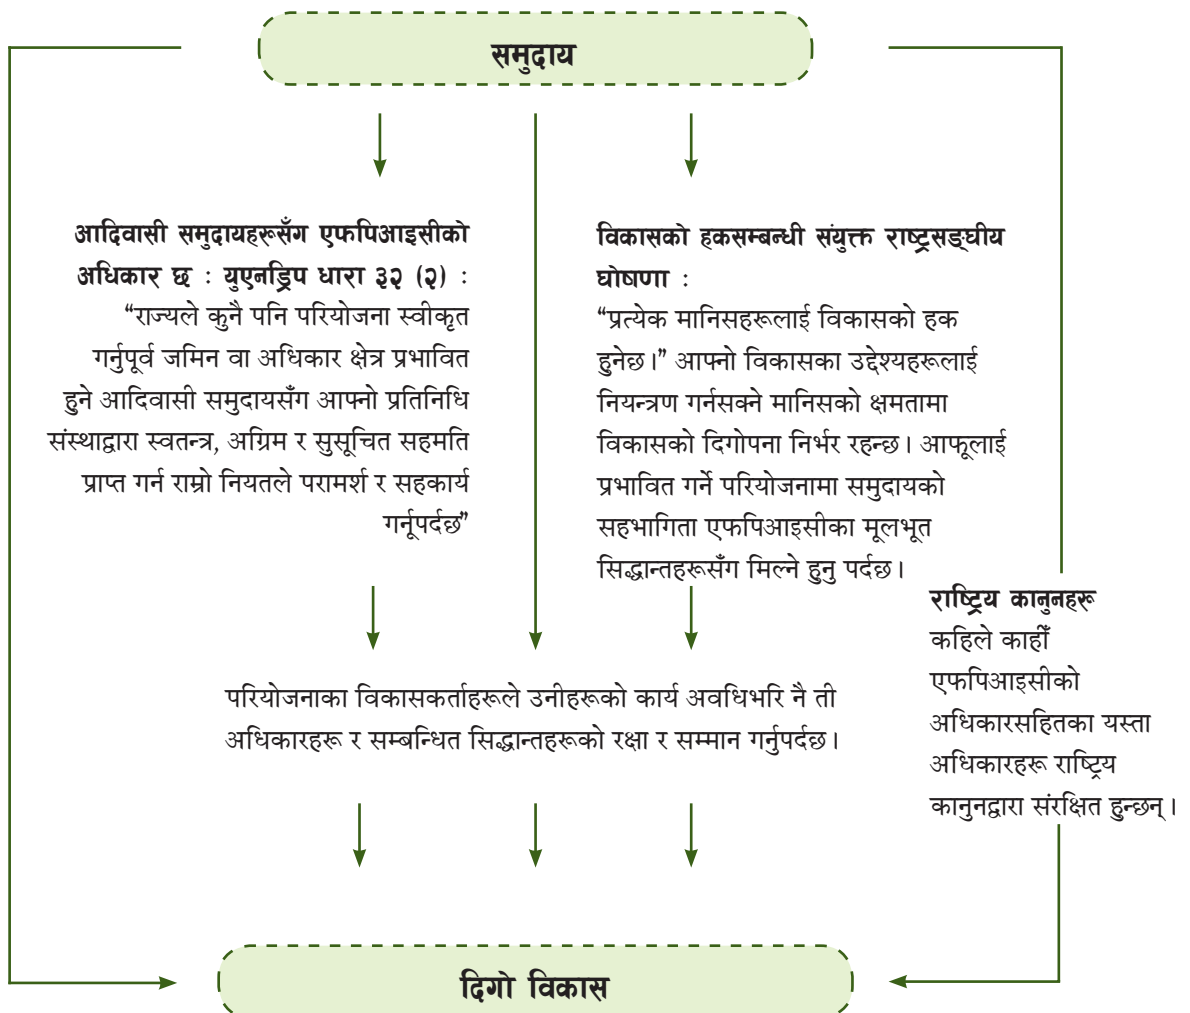 समुदाय
आदिवासी समुदायहरूसँग एफपिआइसीको
अधिकार छ : युएनड्रिप धारा ३२ (२) :
“राज्यले कुनै पनि परियोजना स्वीकृत
गर्नुपूर्व जमिन वा अधिकार क्षेत्र प्रभावित
हुने आदिवासी समुदायसँग आफ्नो प्रतिनिधि
संस्थाद्वारा स्वतन्त्र, अग्रिम र सुसूचित सहमति
प्राप्त गर्न राम्रो नियतले परामर्श र सहकार्य
गर्नूपर्दछ”
विकासको हकसम्बन्धी संयुक्त राष्ट्रसङ्घीय
घोषणा :
“प्रत्येक मानिसहरूलाई विकासको हक
हुनेछ।” आफ्नो विकासका उद्देश्यहरूलाई
नियन्त्रण गर्नसक्ने मानिसको क्षमतामा
विकासको दिगोपना निर्भर रहन्छ। आफूलाई
प्रभावित गर्ने परियोजनामा समुदायको
सहभागिता एफपिआइसीका मूलभूत
सिद्धान्तहरूसँग मिल्ने हुनु पर्दछ।
राष्ट्रिय कानुनहरू
कहिले काहीँ
एफपिआइसीको
अधिकारसहितका यस्ता
अधिकारहरू राष्ट्रिय
कानुनद्वारा संरक्षित हुन्छन्।
परियोजनाका विकासकर्ताहरूले उनीहरूको कार्य अवधिभरि नै ती
अधिकारहरू र सम्बन्धित सिद्धान्तहरूको रक्षा र सम्मान गर्नुपर्दछ।
दिगो विकास